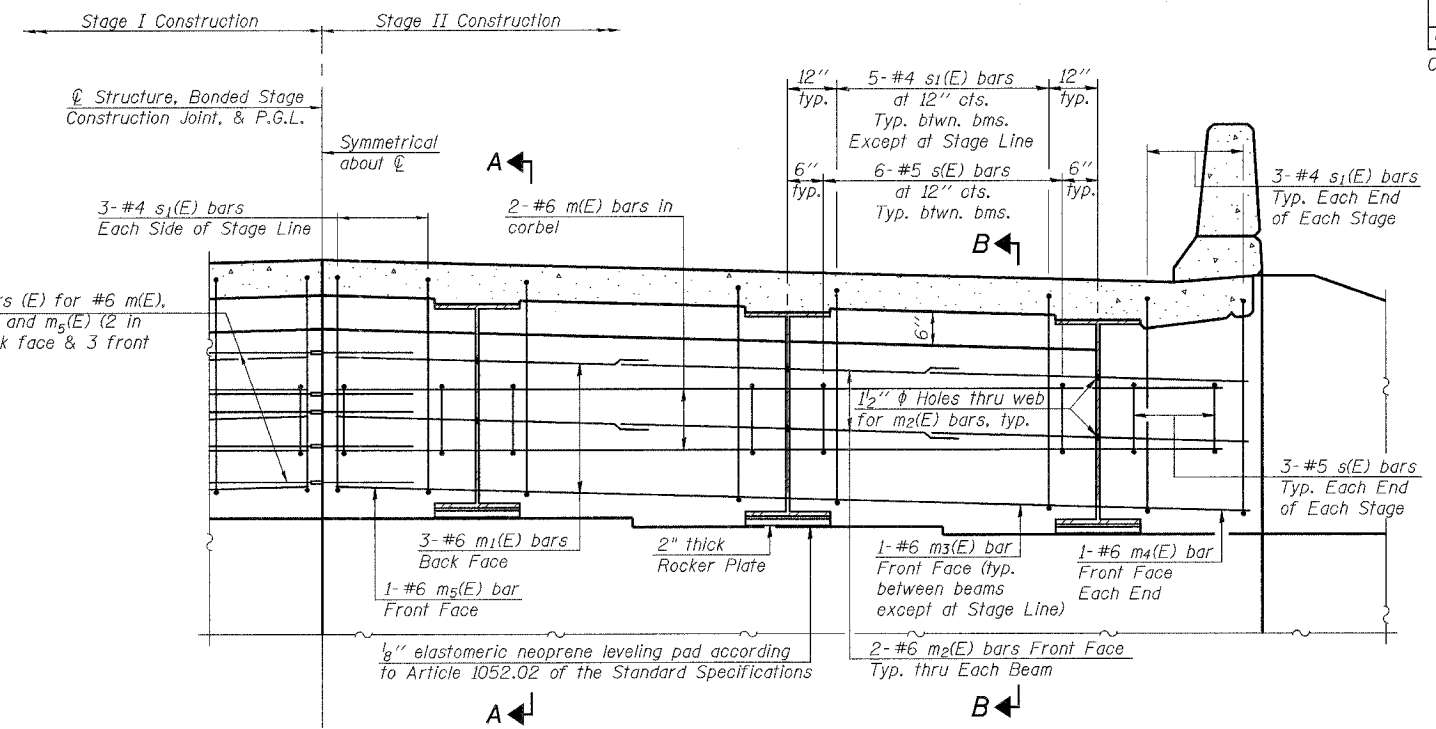 Stage I Construction
Stage II Construction
℄ Structure, Bonded Stage
Construction Joint, & P.G.L.
Symmetrical
about ℄
A
12"
typ.
5-#4 s1(E) bars
at 12" cts.
Typ. btwn. bms.
Except at Stage Line
12"
typ.
6"
typ.
6-#5 s(E) bars
at 12" cts.
Typ. btwn. bms.
6"
typ.
3-#4 s1(E) bars
Typ. Each End
of Each Stage
3-#4 s1(E) bars
Each Side of Stage Line
2-#6 m(E) bars in
corbel
B
(E) for #6 m(E),
and m5(E) (2 in
face & 3 front
6"
1½" ϕ Holes thru web
for m2(E) bars, typ.
3-#5 s(E) bars
Typ. Each End
of Each Stage
3-#6 m1(E) bars
Back Face
2" thick
Rocker Plate
1-#6 m3(E) bar
Front Face (typ.
between beams
except at Stage Line)
1-#6 m4(E) bar
Front Face
Each End
1-#6 m5(E) bar
Front Face
⅛" elastomeric neoprene leveling pad according
to Article 1052.02 of the Standard Specifications
2-#6 m2(E) bars Front Face
Typ. thru Each Beam
A
B